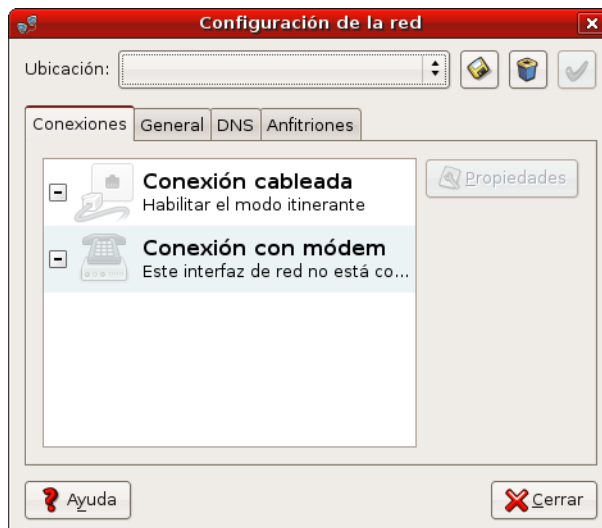 Configuración de la red
Ubicación:
Conexiones General DNS Anfitriones
Conexión cableada
Habilitar el modo itinerante
Propiedades
Conexión con módem
Este interfaz de red no está co...
Ayuda
Cerrar